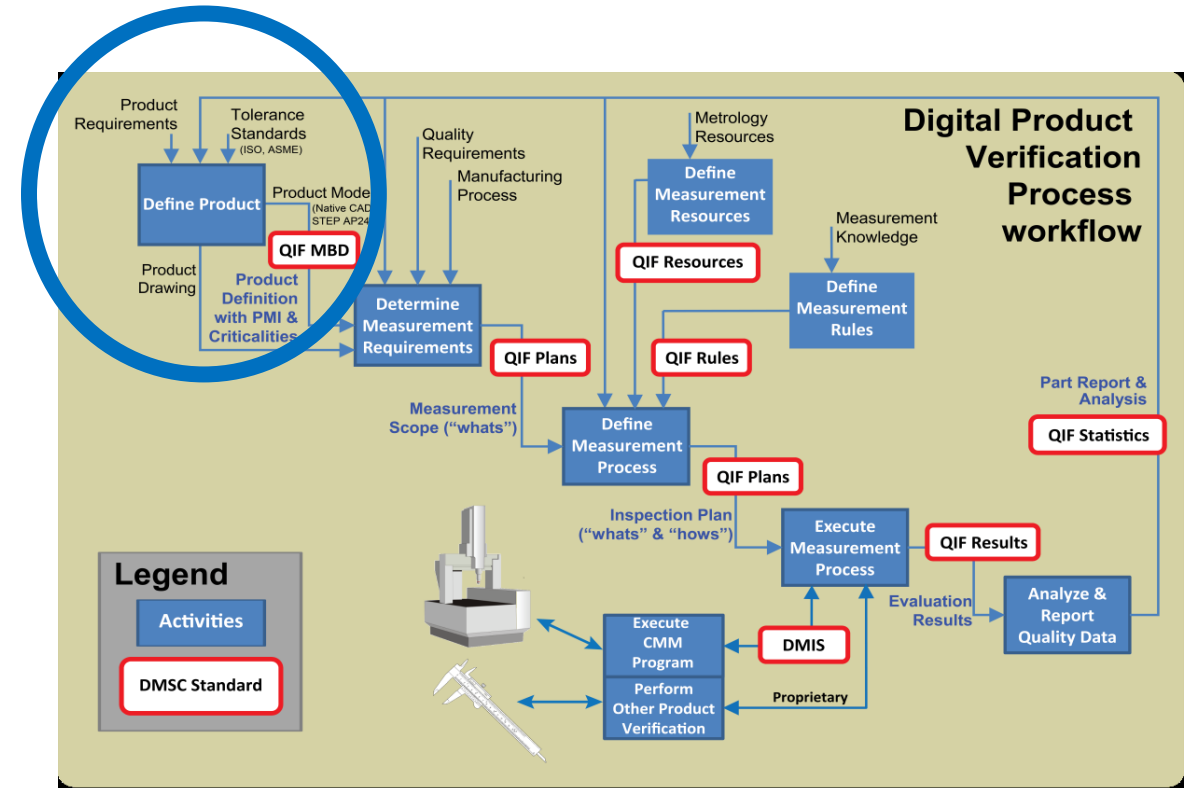 Digital Product
Verification
Process
workflow
Product
Requirements
Tolerance
Standards
(ISO, ASME)
Define Product
Product Mode
(Native CAD
STEP AP24
QIF MBD
Product
Drawing
Product
Definition
with PMI &
Criticalities
Quality
Requirements
Manufacturing
Process
Determine
Measurement
Requirements
QIF Plans
Measurement
Scope (“whats”)
Metrology
Resources
Define
Measurement
Resources
QIF Resources
Measurement
Knowledge
Define
Measurement
Rules
QIF Rules
Define
Measurement
Process
QIF Plans
Inspection Plan
(“whats” & “hows”)
Execute
Measurement
Process
QIF Results
Evaluation
Results
Analyze &
Report
Quality Data
Part Report &
Analysis
QIF Statistics
Execute
CMM
Program
DMIS
Perform
Other Product
Verification
Proprietary
Legend
Activities
DMSC Standard